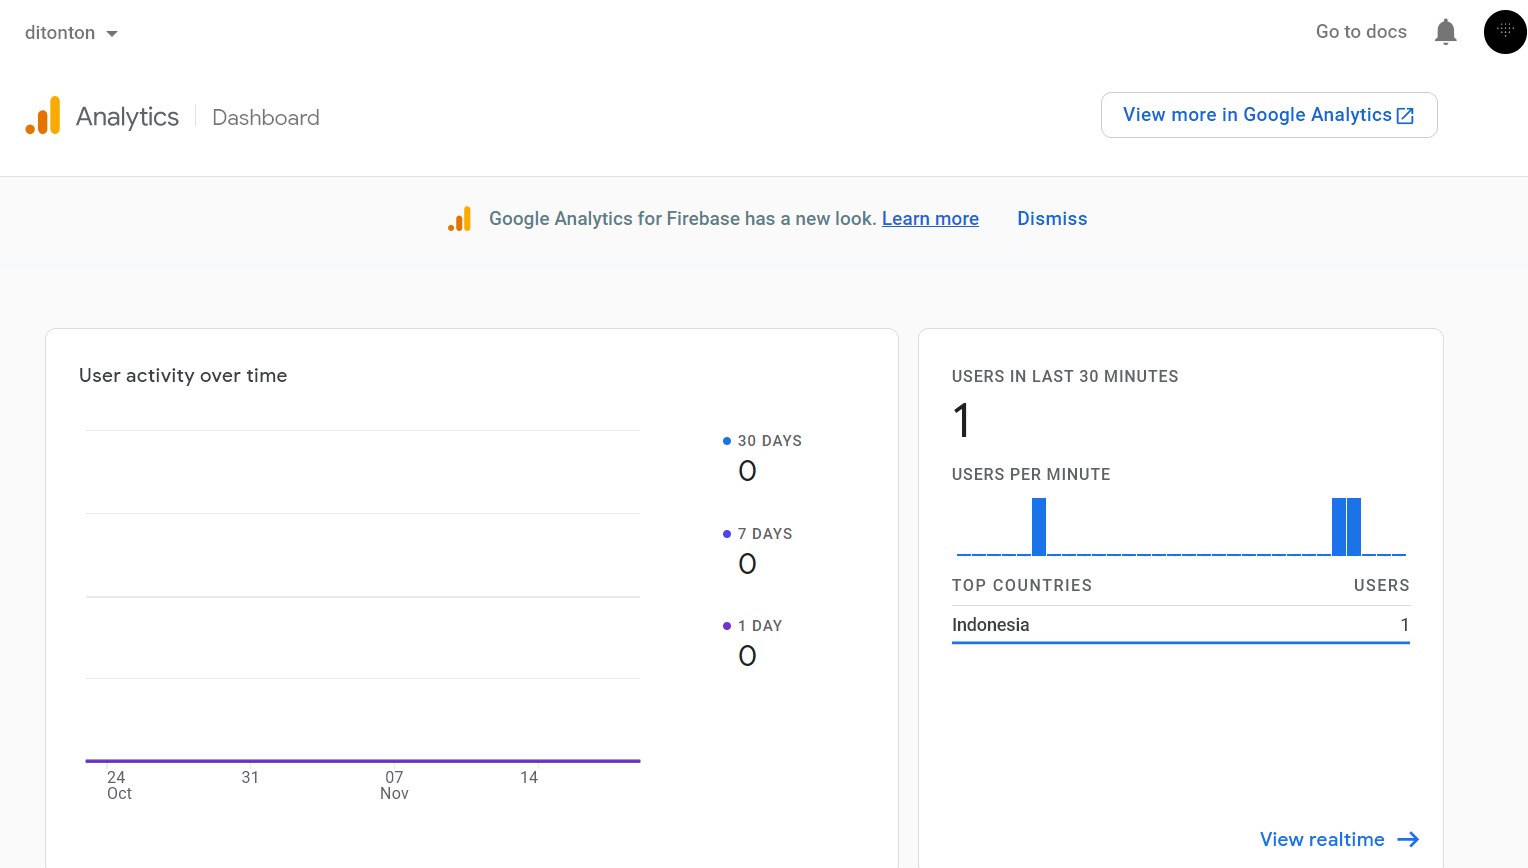 ditonton
Go to docs
Analytics
Dashboard
View more in Google Analytics
Google Analytics for Firebase has a new look. Learn more
Dismiss
User activity over time
30 DAYS
0
7 DAYS
0
1 DAY
0
24
Oct
31
07
Nov
14
USERS IN LAST 30 MINUTES
1
USERS PER MINUTE
TOP COUNTRIES USERS
Indonesia 1
View realtime